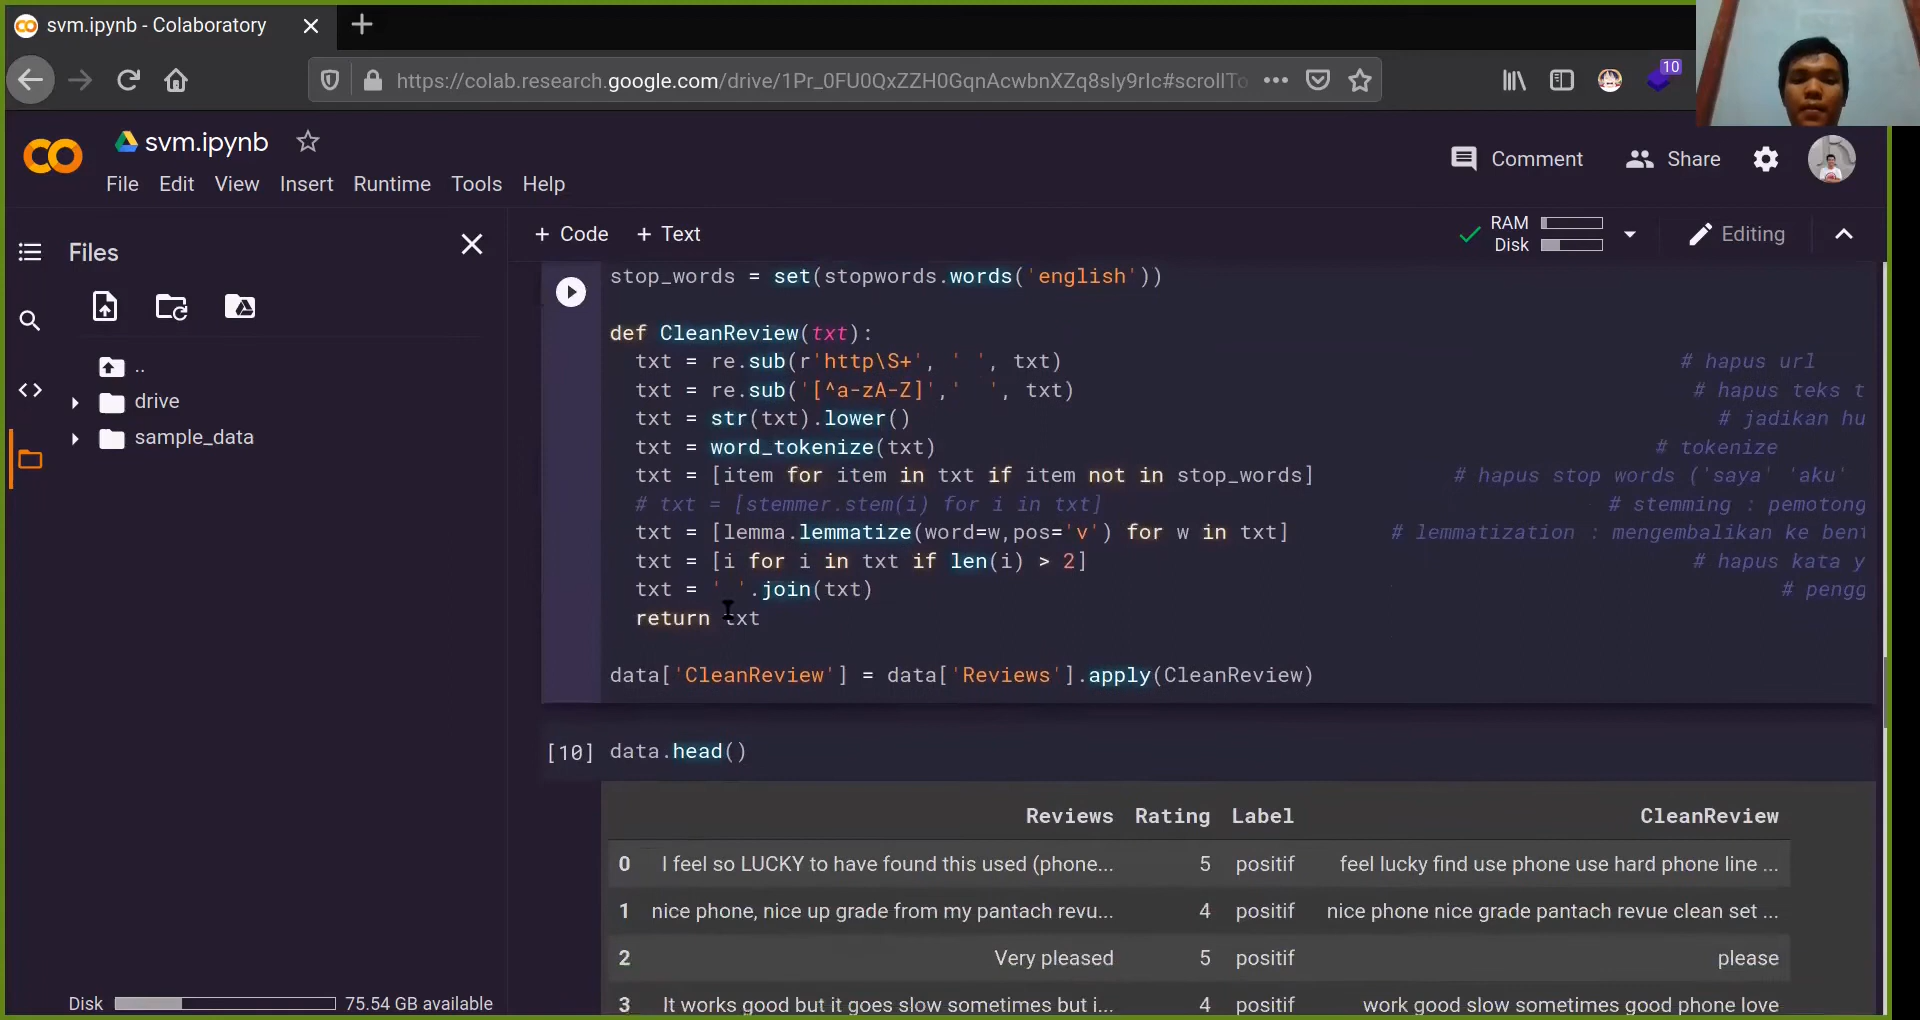 svm.ipynb - Colaboratory
https://colab.research.google.com/drive/1Pr_0FU0QxZZH0GqnAcwbnXZq8sIy9rIc#scrollTo
10
svm.ipynb
Comment
Share
File Edit View Insert Runtime Tools Help
+ Code + Text
RAM
Disk
Editing
Files
..
drive
sample_data
Disk 75.54 GB available
stop_words = set(stopwords.words('english'))
def CleanReview(txt):
txt = re.sub(r'http\S+', ' ', txt) # hapus url
txt = re.sub('[^a-zA-Z]',' ', txt) # hapus teks t
txt = str(txt).lower() # jadikan hu
txt = word_tokenize(txt) # tokenize
txt = [item for item in txt if item not in stop_words] # hapus stop words ('saya' 'aku'
# txt = [stemmer.stem(i) for i in txt] # stemming : pemotong
txt = [lemma.lemmatize(word=w,pos='v') for w in txt] # lemmatization : mengembalikan ke bent
txt = [i for i in txt if len(i) > 2] # hapus kata y
txt = ' '.join(txt) # pengg
return txt
data['CleanReview'] = data['Reviews'].apply(CleanReview)
[10] data.head()
Reviews Rating Label CleanReview
0 I feel so LUCKY to have found this used (phone... 5 positif feel lucky find use phone use hard phone line ...
1 nice phone, nice up grade from my pantach revu... 4 positif nice phone nice grade pantach revue clean set ...
2 Very pleased 5 positif please
3 It works good but it goes slow sometimes but i... 4 positif work good slow sometimes good phone love